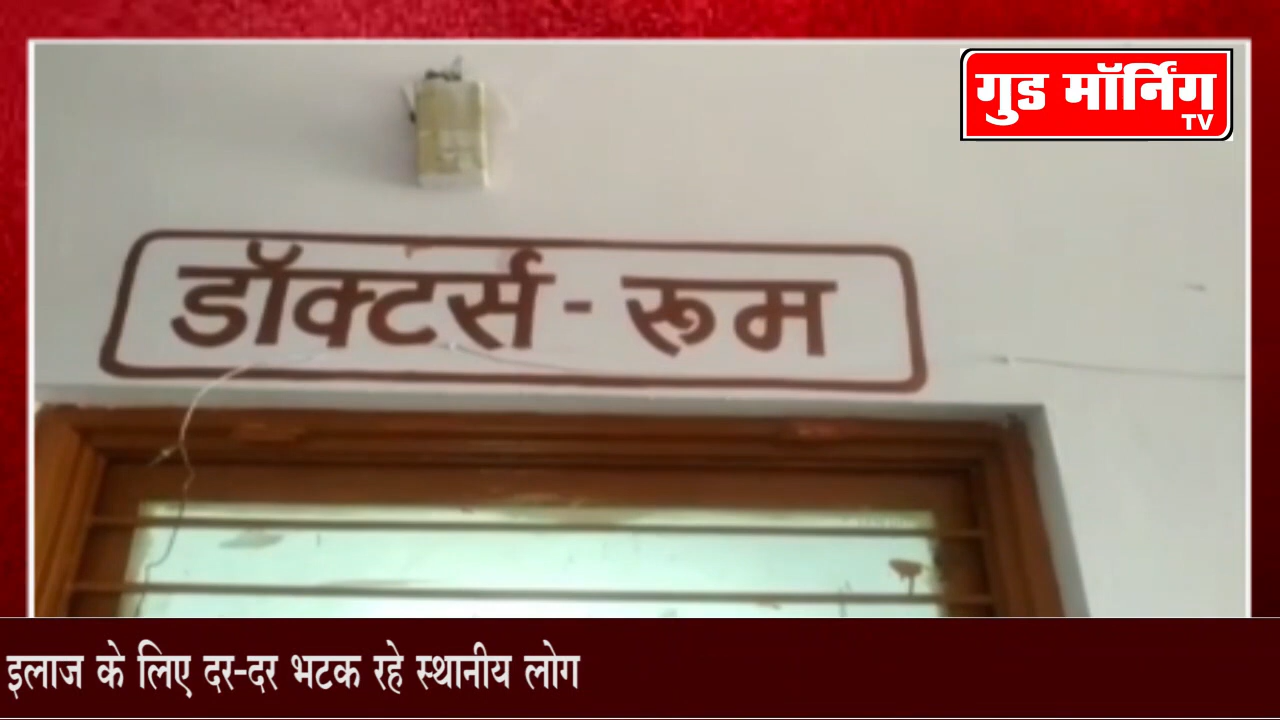 गुड मॉर्निंग
TV
डॉक्टर्स - रूम
इलाज के लिए दर-दर भटक रहे स्थानीय लोग